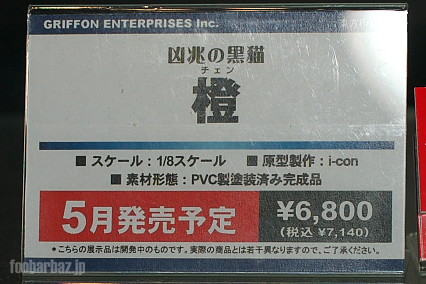 GRIFFON ENTERPRISES Inc.
凶兆の黒猫
チェン
橙
■ スケール：1/8スケール ■ 原型製作：i-con
■ 素材形態：PVC製塗装済み完成品
5月発売予定
¥6,800
(税込 ¥7,140)
＊こちらの展示品は開発中のものです。実際の商品とは若干異なりますので、ご了承ください。
foobarbaz.jp